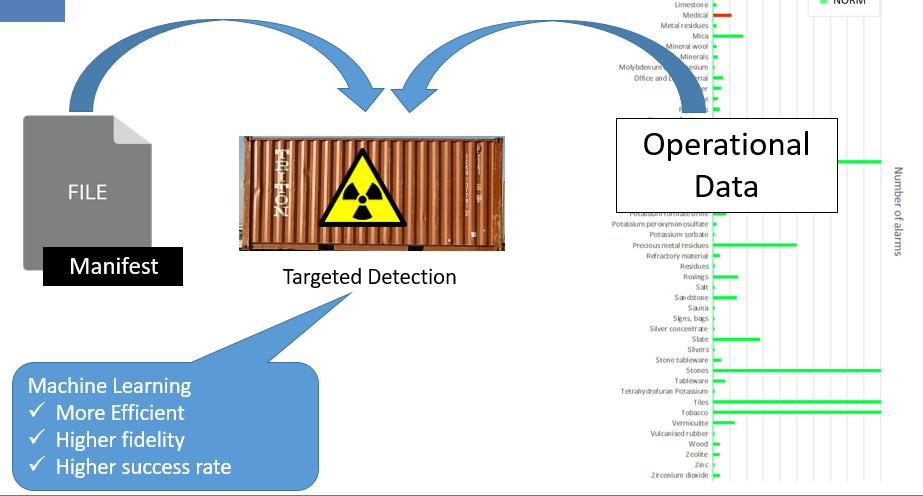 NORM
Limestone
Medical
Metal residues
Mica
Mineral wool
Minerals
Office and
Operational
Data
Number of alarms
FILE
Manifest
TRITON
Targeted Detection
Potassium peroxymonosulfate
Potassium sorbate
Precious metal residues
Refractory material
Residues
Rovings
Salt
Sandstone
Sauna
Signs, bags
Silver concentrate
Slate
Slivers
Stone tableware
Stones
Tableware
Tetrahydrofuran Potassium
Tiles
Tobacco
Vermiculite
Vulcanised rubber
Wood
Zeolite
Zinc
Zirconium dioxide
Machine Learning
✓ More Efficient
✓ Higher fidelity
✓ Higher success rate